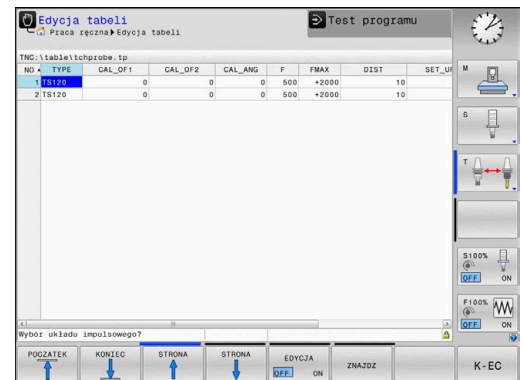 Edycja tabeli
Praca ręczna Edycja tabeli
Test programu
TNC:\table\tchprobe.tp
NO TYPE CAL_OF1 CAL_OF2 CAL_ANG F FMAX DIST SET_U
1 TS120 0 0 0 500 +2000 10
2 TS120 0 0 0 500 +2000 10
M
S
T
S100%
OFF ON
F100%
OFF ON
Wybór układu impulsowego?
POCZATEK KONIEC STRONA STRONA EDYCJA ZNAJDZ K-EC
OFF ON